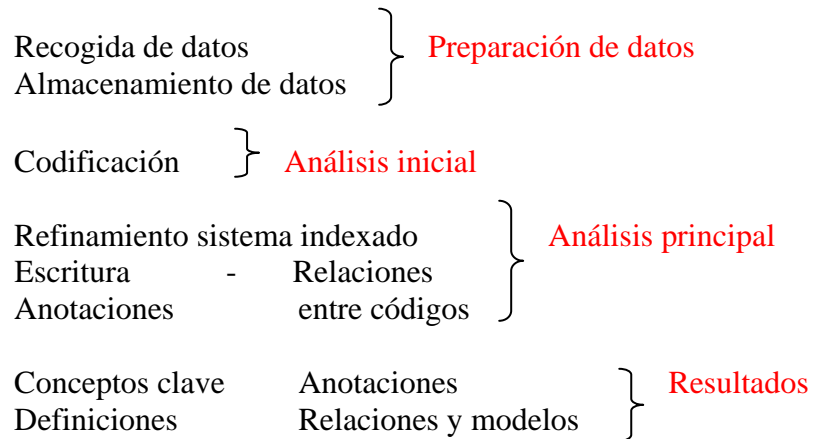 Recogida de datos
Almacenamiento de datos
Preparación de datos
Codificación
Análisis inicial
Refinamiento sistema indexado
Escritura - Relaciones
Anotaciones entre códigos
Análisis principal
Conceptos clave Anotaciones
Definiciones Relaciones y modelos
Resultados